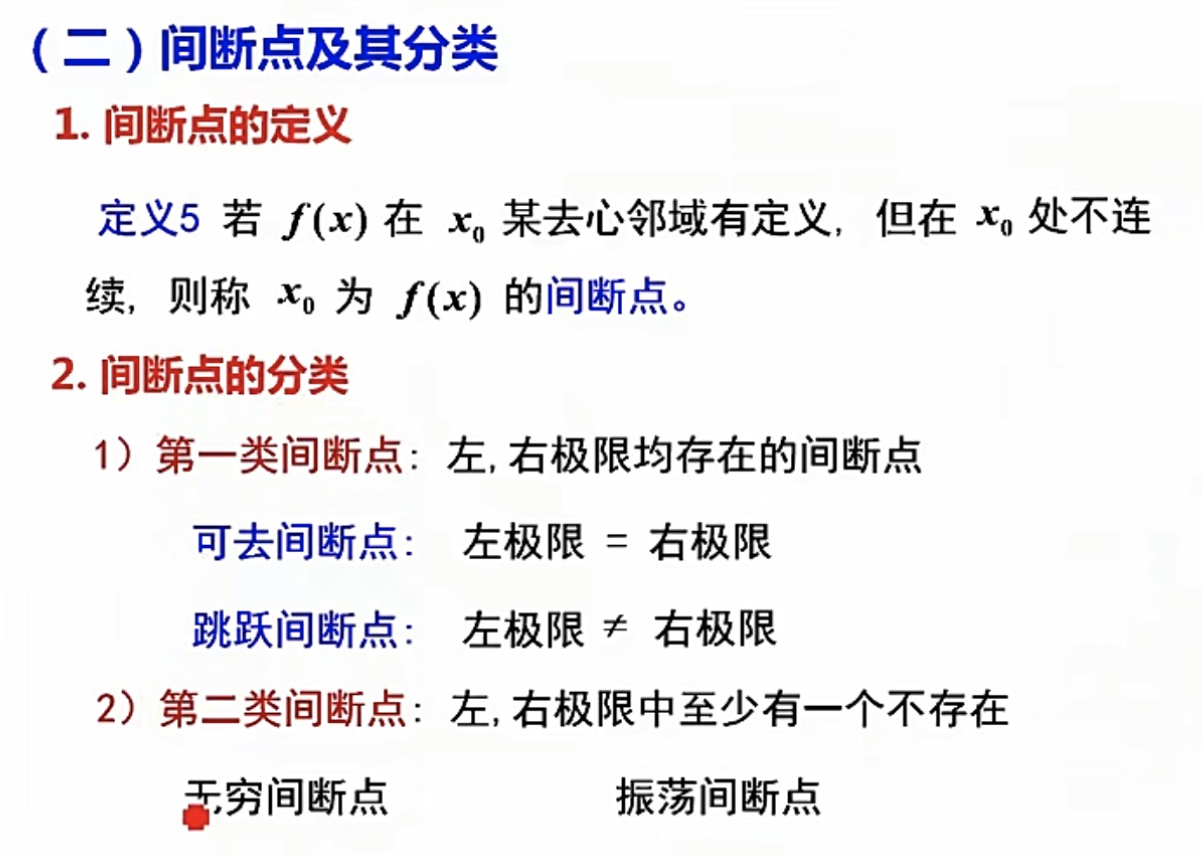 （二）间断点及其分类
1. 间断点的定义
定义5 若 f(x) 在 x₀ 某去心邻域有定义, 但在 x₀ 处不连
续, 则称 x₀ 为 f(x) 的间断点。
2. 间断点的分类
1）第一类间断点: 左, 右极限均存在的间断点
可去间断点: 左极限 = 右极限
跳跃间断点: 左极限 ≠ 右极限
2）第二类间断点: 左, 右极限中至少有一个不存在
无穷间断点 振荡间断点